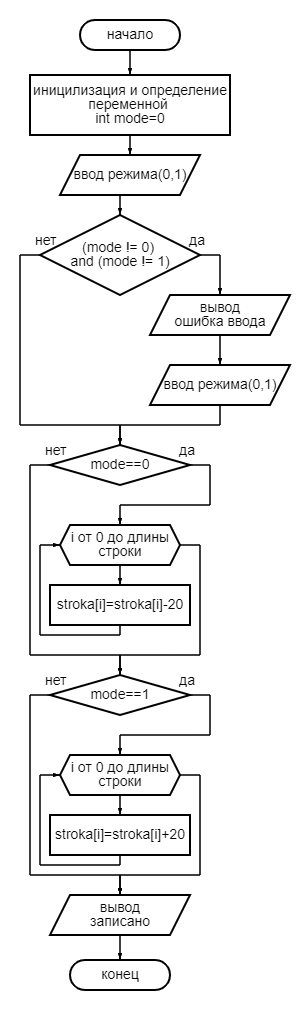 начало
иницилизация и определение
переменной
int mode=0
ввод режима(0,1)
нет
да
(mode != 0)
and (mode != 1)
вывод
ошибка ввода
ввод режима(0,1)
нет
да
mode==0
i от 0 до длины
строки
stroka[i]=stroka[i]-20
нет
да
mode==1
i от 0 до длины
строки
stroka[i]=stroka[i]+20
вывод
записано
конец